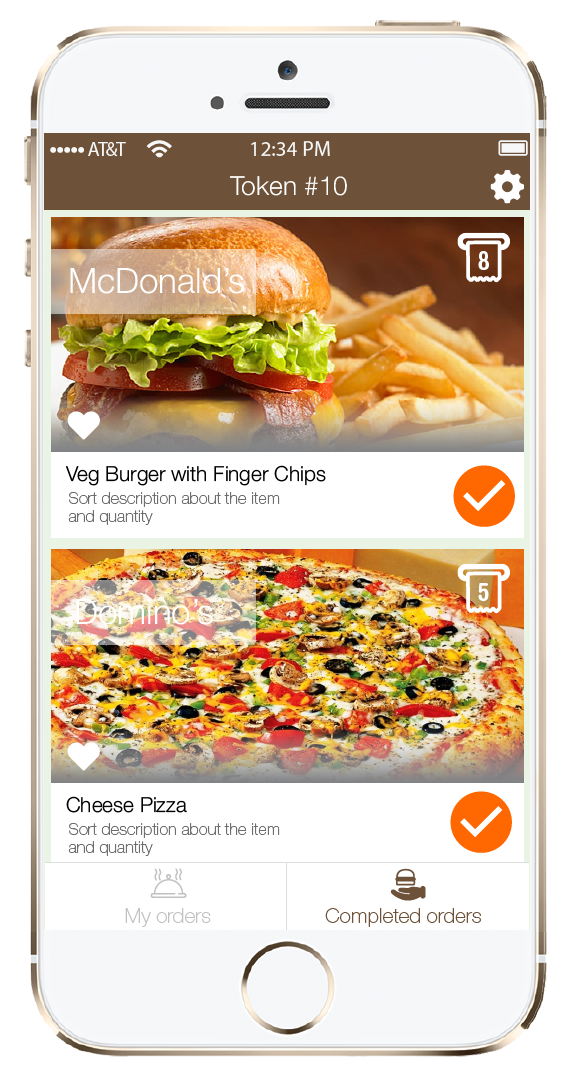 AT&T 12:34 PM
Token #10
8
McDonald's
Veg Burger with Finger Chips
Sort description about the item
and quantity
5
Domino's
Cheese Pizza
Sort description about the item
and quantity
My orders Completed orders